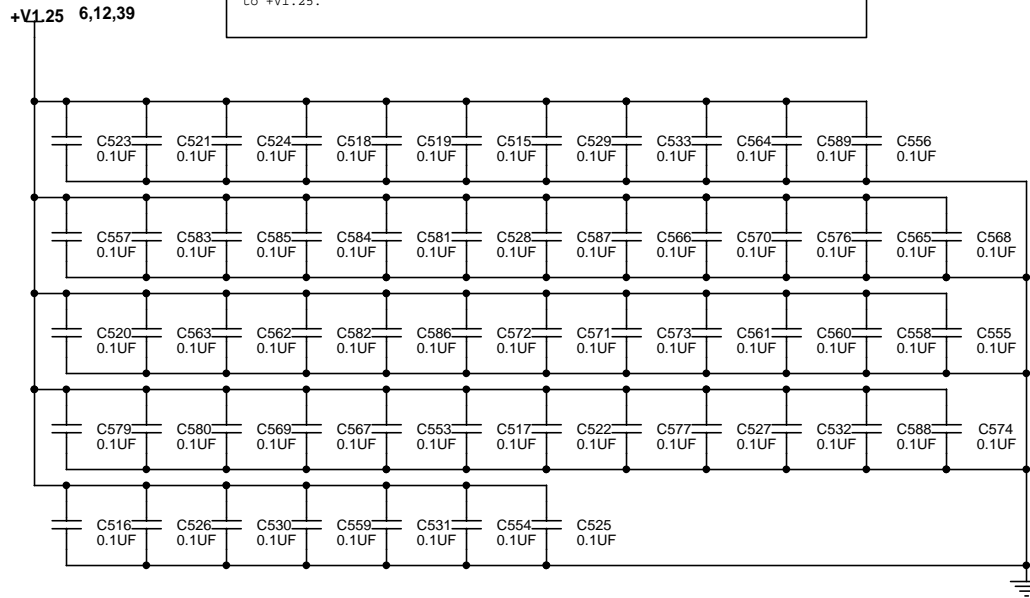 to +V1.25.
+V1.25 6,12,39
C523 C521 C524 C518 C519 C515 C529 C533 C564 C589 C556
0.1UF 0.1UF 0.1UF 0.1UF 0.1UF 0.1UF 0.1UF 0.1UF 0.1UF 0.1UF 0.1UF
C557 C583 C585 C584 C581 C528 C587 C566 C570 C576 C565 C568
0.1UF 0.1UF 0.1UF 0.1UF 0.1UF 0.1UF 0.1UF 0.1UF 0.1UF 0.1UF 0.1UF 0.1UF
C520 C563 C562 C582 C586 C572 C571 C573 C561 C560 C558 C555
0.1UF 0.1UF 0.1UF 0.1UF 0.1UF 0.1UF 0.1UF 0.1UF 0.1UF 0.1UF 0.1UF 0.1UF
C579 C580 C569 C567 C553 C517 C522 C577 C527 C532 C588 C574
0.1UF 0.1UF 0.1UF 0.1UF 0.1UF 0.1UF 0.1UF 0.1UF 0.1UF 0.1UF 0.1UF 0.1UF
C516 C526 C530 C559 C531 C554 C525
0.1UF 0.1UF 0.1UF 0.1UF 0.1UF 0.1UF 0.1UF